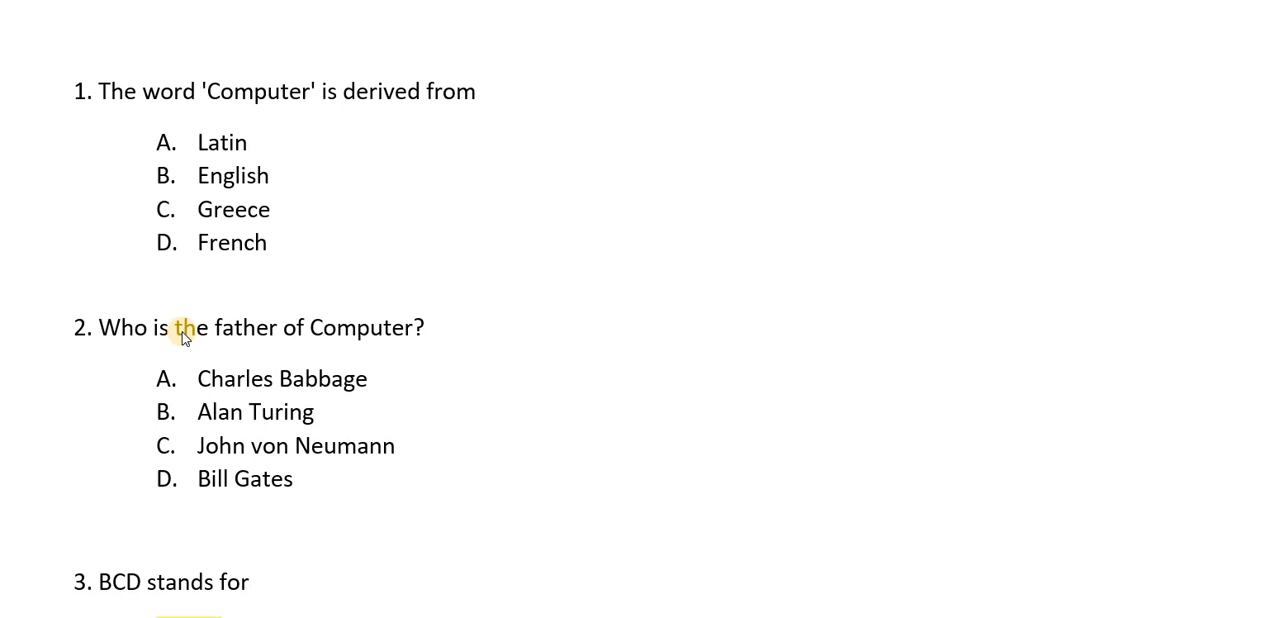 1. The word 'Computer' is derived from
A. Latin
B. English
C. Greece
D. French
2. Who is the father of Computer?
A. Charles Babbage
B. Alan Turing
C. John von Neumann
D. Bill Gates
3. BCD stands for